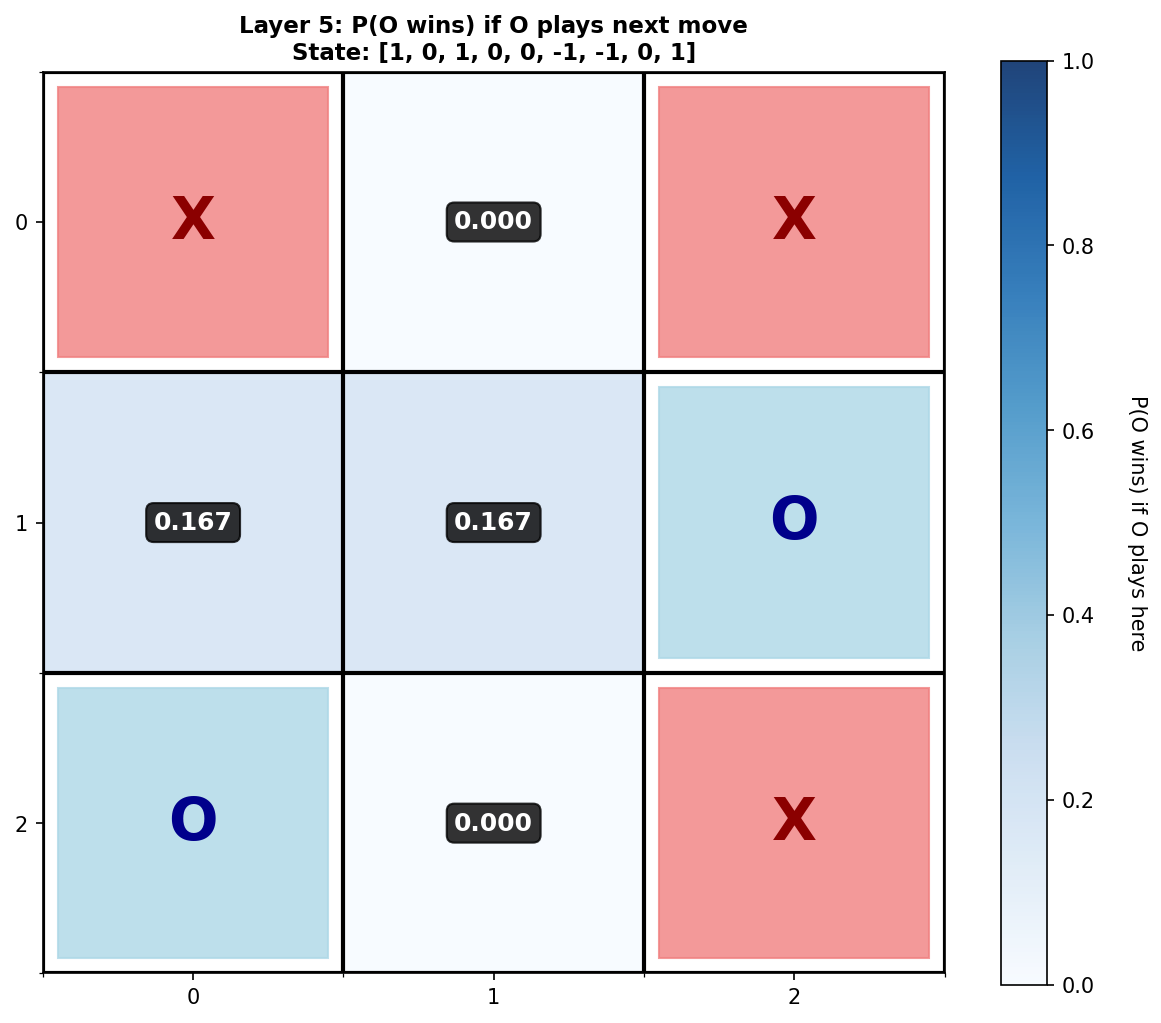 Layer 5: P(O wins) if O plays next move
State: [1, 0, 1, 0, 0, -1, -1, 0, 1]
X
0.000
X
0
0.167
0.167
O
1
O
0.000
X
2
0
1
2
1.0
0.8
0.6
0.4
0.2
0.0
P(O wins) if O plays here